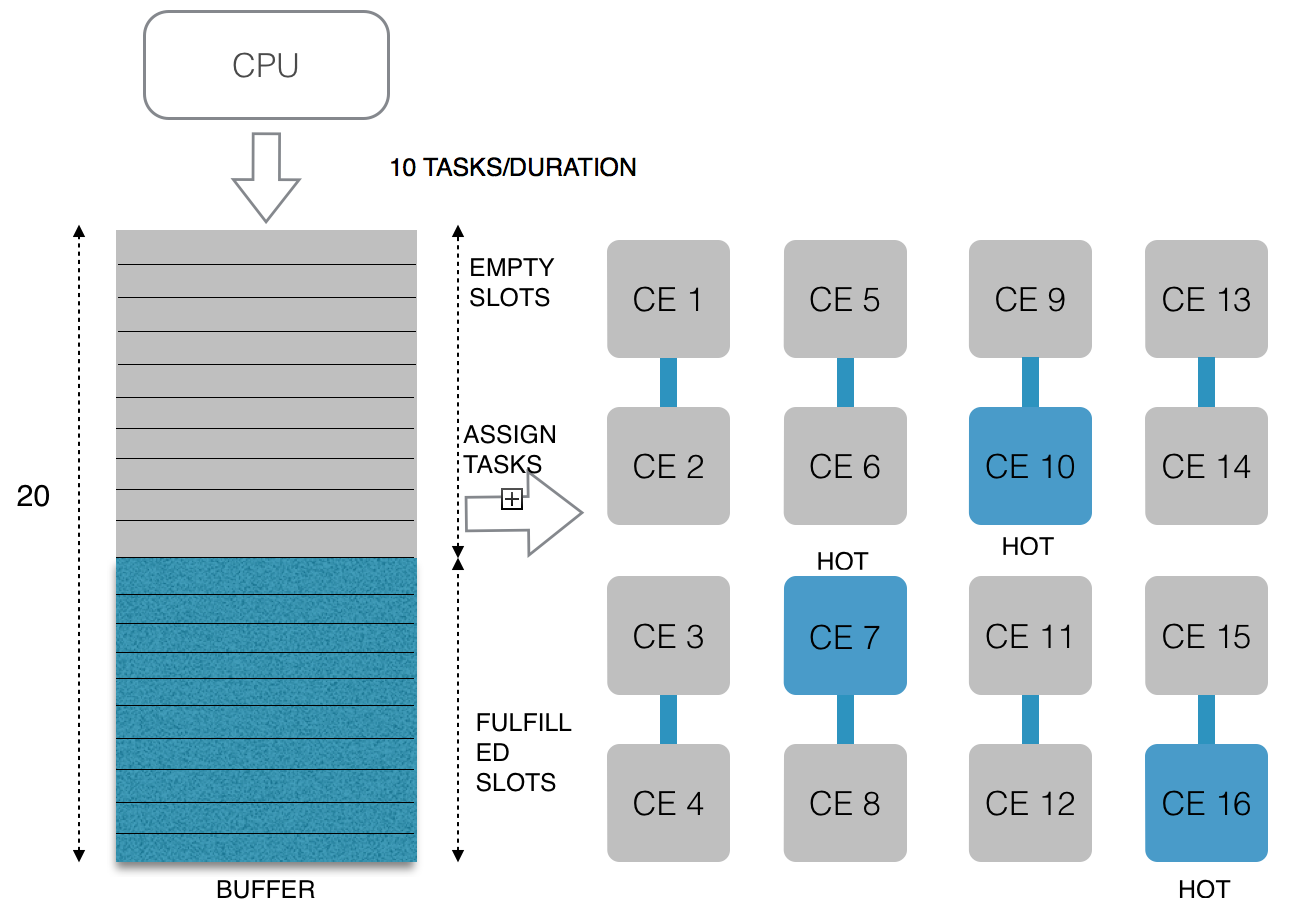 CPU
10 TASKS/DURATION
EMPTY
SLOTS
ASSIGN
TASKS
20
FULFILL
ED
SLOTS
BUFFER
CE 1
CE 5
CE 9
CE 13
CE 2
CE 6
CE 10
CE 14
HOT
HOT
CE 3
CE 7
CE 11
CE 15
CE 4
CE 8
CE 12
CE 16
HOT